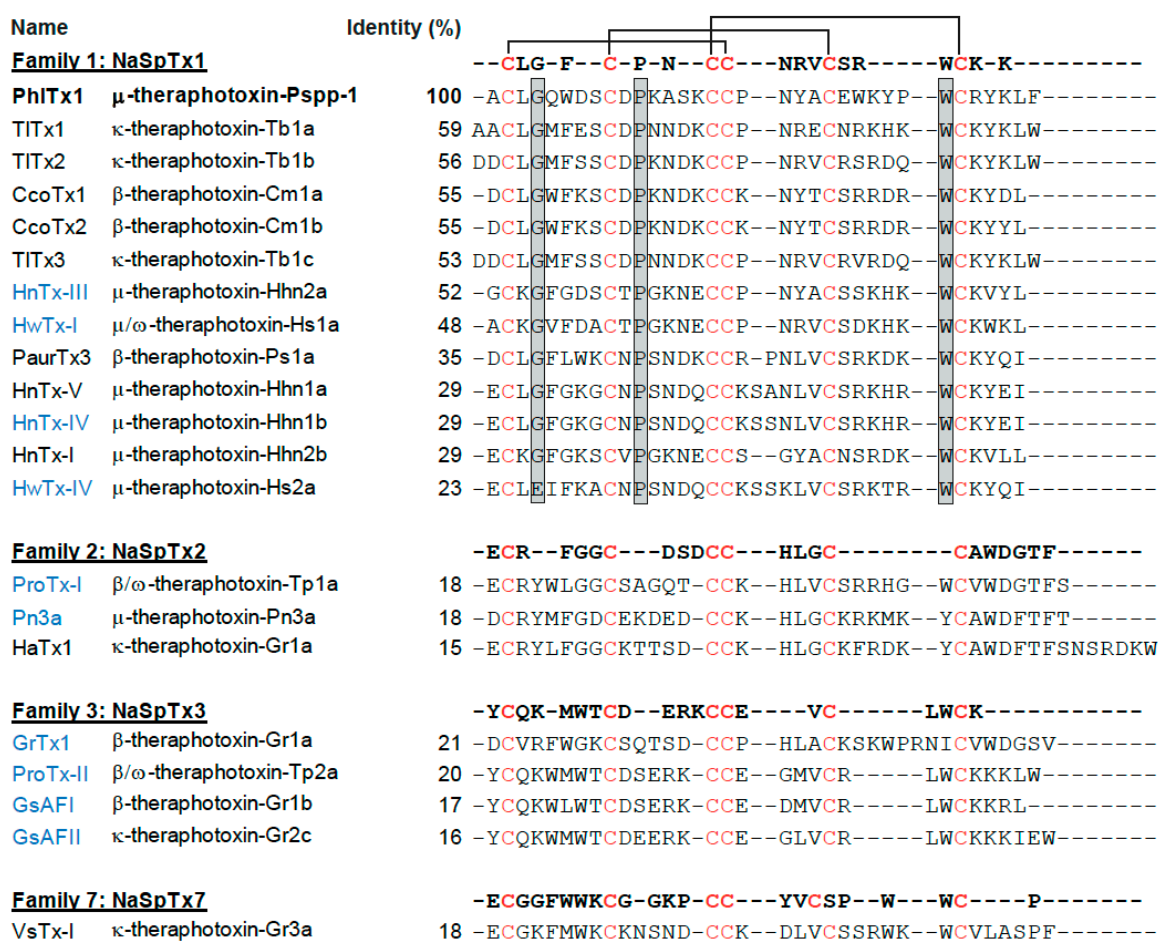 Name Identity (%)
Family 1: NaSpTx1 --CLG-F--C-P-N--CC---NRVCSR-----WCK-K---------
PhlTx1 μ-theraphotoxin-Pspp-1 100 -ACLGQWDSCDPKASKCCP--NYACEWKYP--WCRYKLF-------
TlTx1 κ-theraphotoxin-Tb1a 59 AACLGMFESCDPNNDKCCP--NRECNRKHK--WCKYKLW-------
TlTx2 κ-theraphotoxin-Tb1b 56 DDCLGMFSSCDPKNDKCCP--NRVCRSRDQ--WCKYKLW-------
CcoTx1 β-theraphotoxin-Cm1a 55 -DCLGWFKSCDPKNDKCCK--NYTCSRRDR--WCKYDL--------
CcoTx2 β-theraphotoxin-Cm1b 55 -DCLGWFKSCDPKNDKCCK--NYTCSRRDR--WCKYYL--------
TlTx3 κ-theraphotoxin-Tb1c 53 DDCLGMFSSCDPNNDKCCP--NRVCRVRDQ--WCKYKLW-------
HnTx-III μ-theraphotoxin-Hhn2a 52 -GCKGFGDSCTPGKNECCP--NYACSSKHK--WCKVYL--------
HwTx-I μ/ω-theraphotoxin-Hs1a 48 -ACKGVFDACTPGKNECCP--NRVCSDKHK--WCKWKL--------
PaurTx3 β-theraphotoxin-Ps1a 35 -DCLGFLWKCNPSNDKCCR-PNLVCSRKDK--WCKYQI--------
HnTx-V μ-theraphotoxin-Hhn1a 29 -ECLGFGKGCNPSNDQCCKSANLVCSRKHR--WCKYEI--------
HnTx-IV μ-theraphotoxin-Hhn1b 29 -ECLGFGKGCNPSNDQCCKSSNLVCSRKHR--WCKYEI--------
HnTx-I μ-theraphotoxin-Hhn2b 29 -ECKGFGKSCVPGKNECCS--GYACNSRDK--WCKVLL--------
HwTx-IV μ-theraphotoxin-Hs2a 23 -ECLEIFKACNPSNDQCCKSSKLVCSRKTR--WCKYQI--------
Family 2: NaSpTx2 -ECR--FGGC---DSDCC---HLGC--------CAWDGTF------
ProTx-I β/ω-theraphotoxin-Tp1a 18 -ECRYWLGGCSAGQT-CCK--HLVCSRRHG--WCVWDGTFS-----
Pn3a μ-theraphotoxin-Pn3a 18 -DCRYMFGDCEKDED-CCK--HLGCKRKMK--YCAWDFTFT-----
HaTx1 κ-theraphotoxin-Gr1a 15 -ECRYLFGGCKTTSD-CCK--HLGCKFRDK--YCAWDFTFSNSRDKW
Family 3: NaSpTx3 -YCQK-MWTCD--ERKCCE----VC------LWCK-----------
GrTx1 β-theraphotoxin-Gr1a 21 -DCVRFWGKCSQTSD-CCP--HLACKSKWPRNICVWDGSV-------
ProTx-II β/ω-theraphotoxin-Tp2a 20 -YCQKWMWTCDSERK-CCE--GMVCR-----LWCKKKLW-------
GsAFI β-theraphotoxin-Gr1b 17 -YCQKWLWTCDSERK-CCE--DMVCR-----LWCKKRL--------
GsAFII κ-theraphotoxin-Gr2c 16 -YCQKWMWTCDEERK-CCE--GLVCR-----LWCKKKIEW-------
Family 7: NaSpTx7 -ECGGFWWKCG-GKP-CC---YVCSP--W---WC----P-------
VsTx-I κ-theraphotoxin-Gr3a 18 -ECGKFMWKCKNSND-CCK--DLVCSSRWK--WCVLASPF------